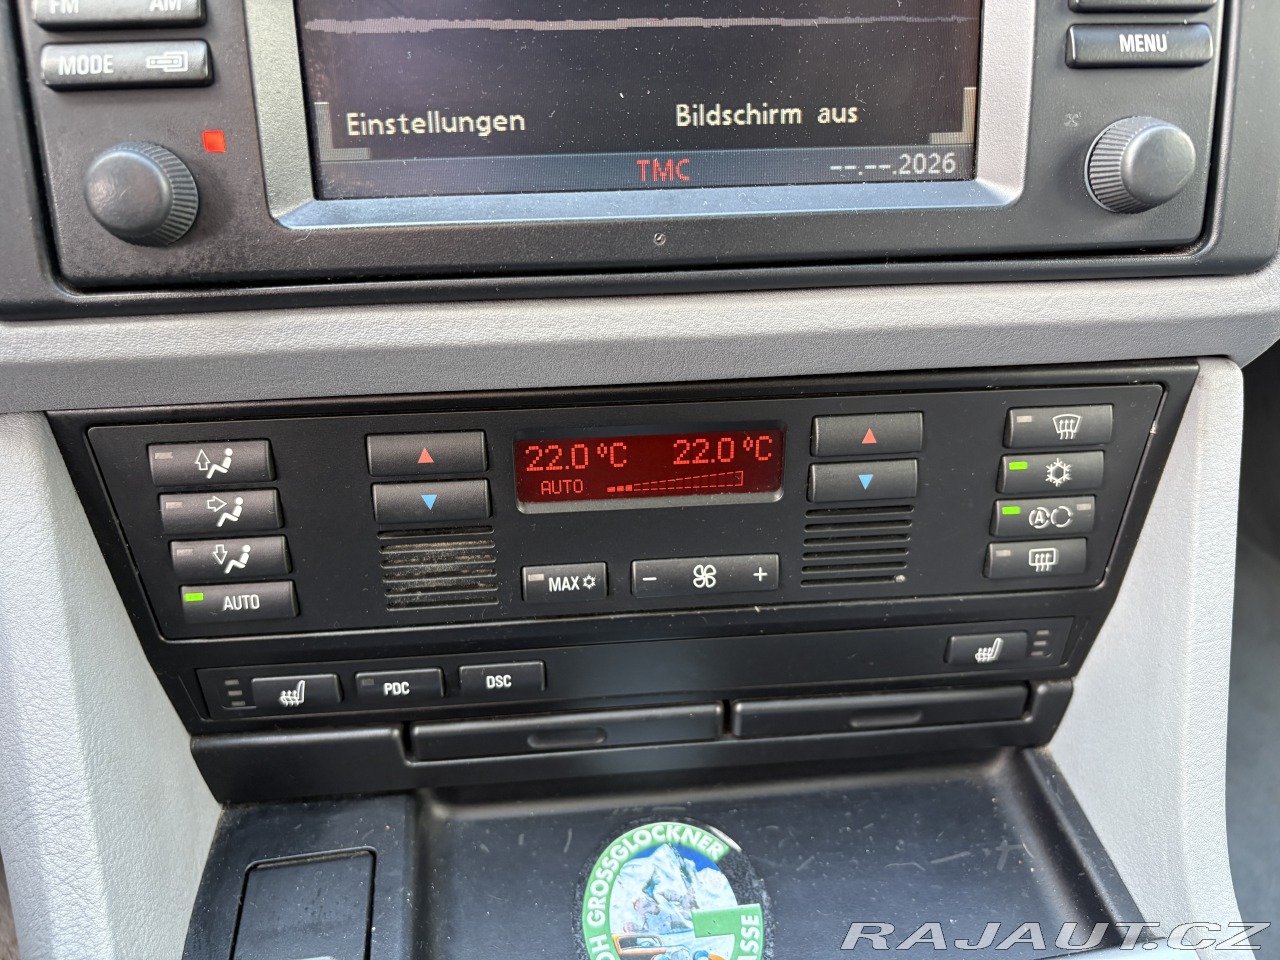 FM AM
MODE
MENU
Einstellungen
Bildschirm aus
TMC
--.--.2026
22.0 °C 22.0 °C
AUTO
AUTO
MAX
− +
A
PDC
DSC
GROSSGLOCKNER
RAJAUT.CZ